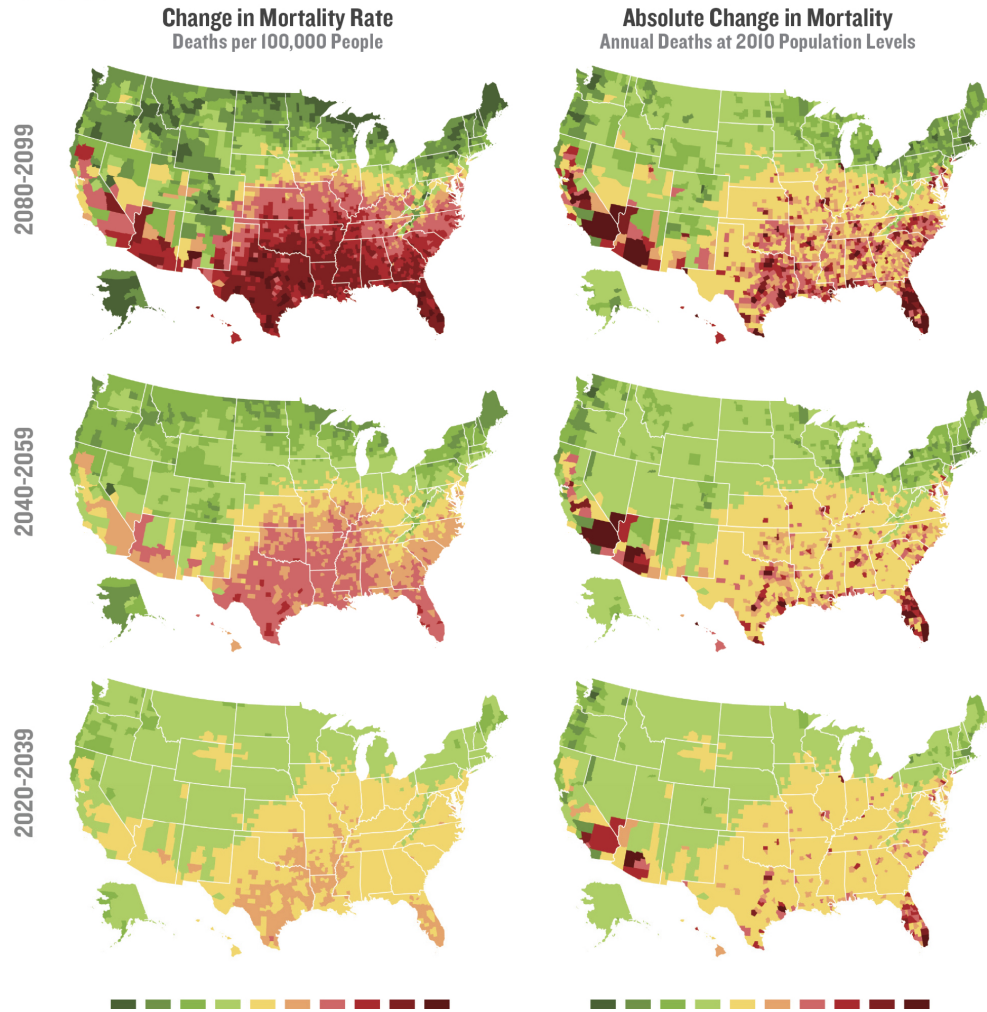 Change in Mortality Rate
Deaths per 100,000 People
Absolute Change in Mortality
Annual Deaths at 2010 Population Levels
2080-2099
2040-2059
2020-2039